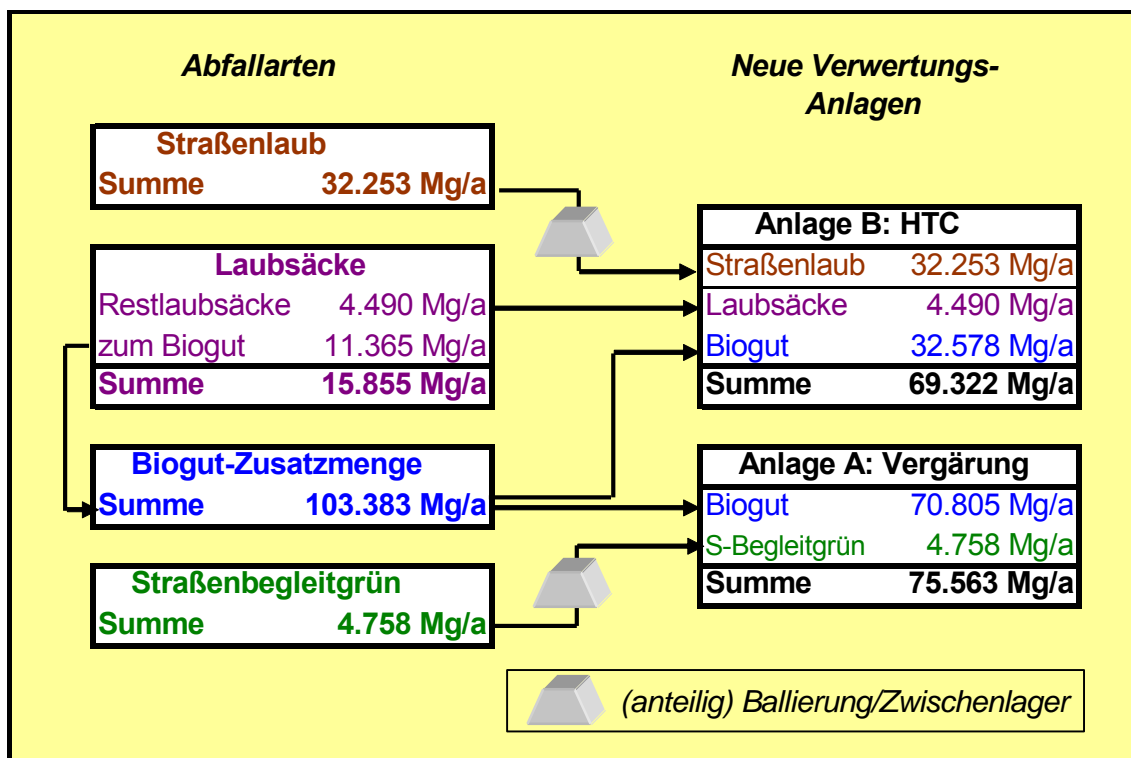 Abfallarten
Neue Verwertungs-
Anlagen
Straßenlaub
Summe 32.253 Mg/a
Laubsäcke
Restlaubsäcke 4.490 Mg/a
zum Biogut 11.365 Mg/a
Summe 15.855 Mg/a
Biogut-Zusatzmenge
Summe 103.383 Mg/a
Straßenbegleitgrün
Summe 4.758 Mg/a
Anlage B: HTC
Straßenlaub 32.253 Mg/a
Laubsäcke 4.490 Mg/a
Biogut 32.578 Mg/a
Summe 69.322 Mg/a
Anlage A: Vergärung
Biogut 70.805 Mg/a
S-Begleitgrün 4.758 Mg/a
Summe 75.563 Mg/a
(anteilig) Ballierung/Zwischenlager